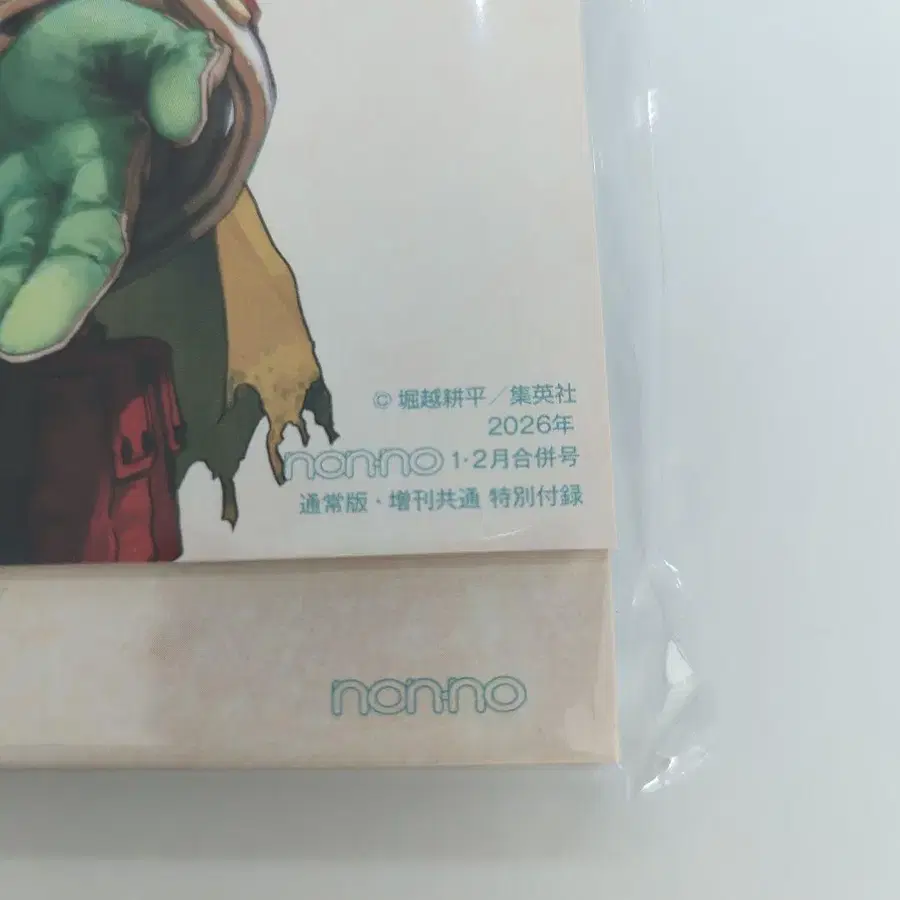 © 堀越耕平／集英社
2026年
non-no 1・2月合併号
通常版・増刊共通 特別付録
non-no